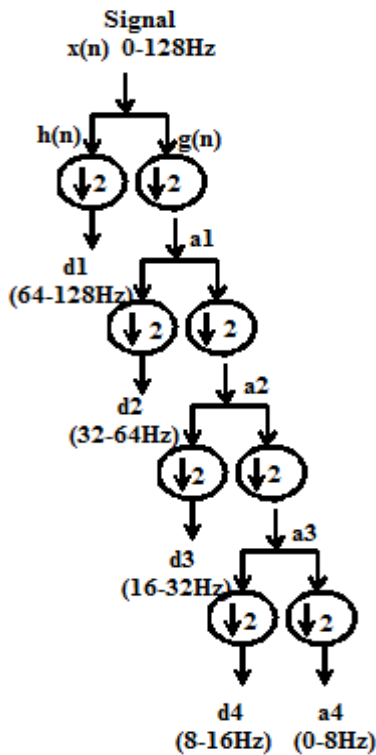 Signal
x(n) 0-128Hz
h(n) g(n)
↓2 ↓2
a1
d1
(64-128Hz)
↓2 ↓2
a2
d2
(32-64Hz)
↓2 ↓2
a3
d3
(16-32Hz)
↓2 ↓2
d4 a4
(8-16Hz) (0-8Hz)